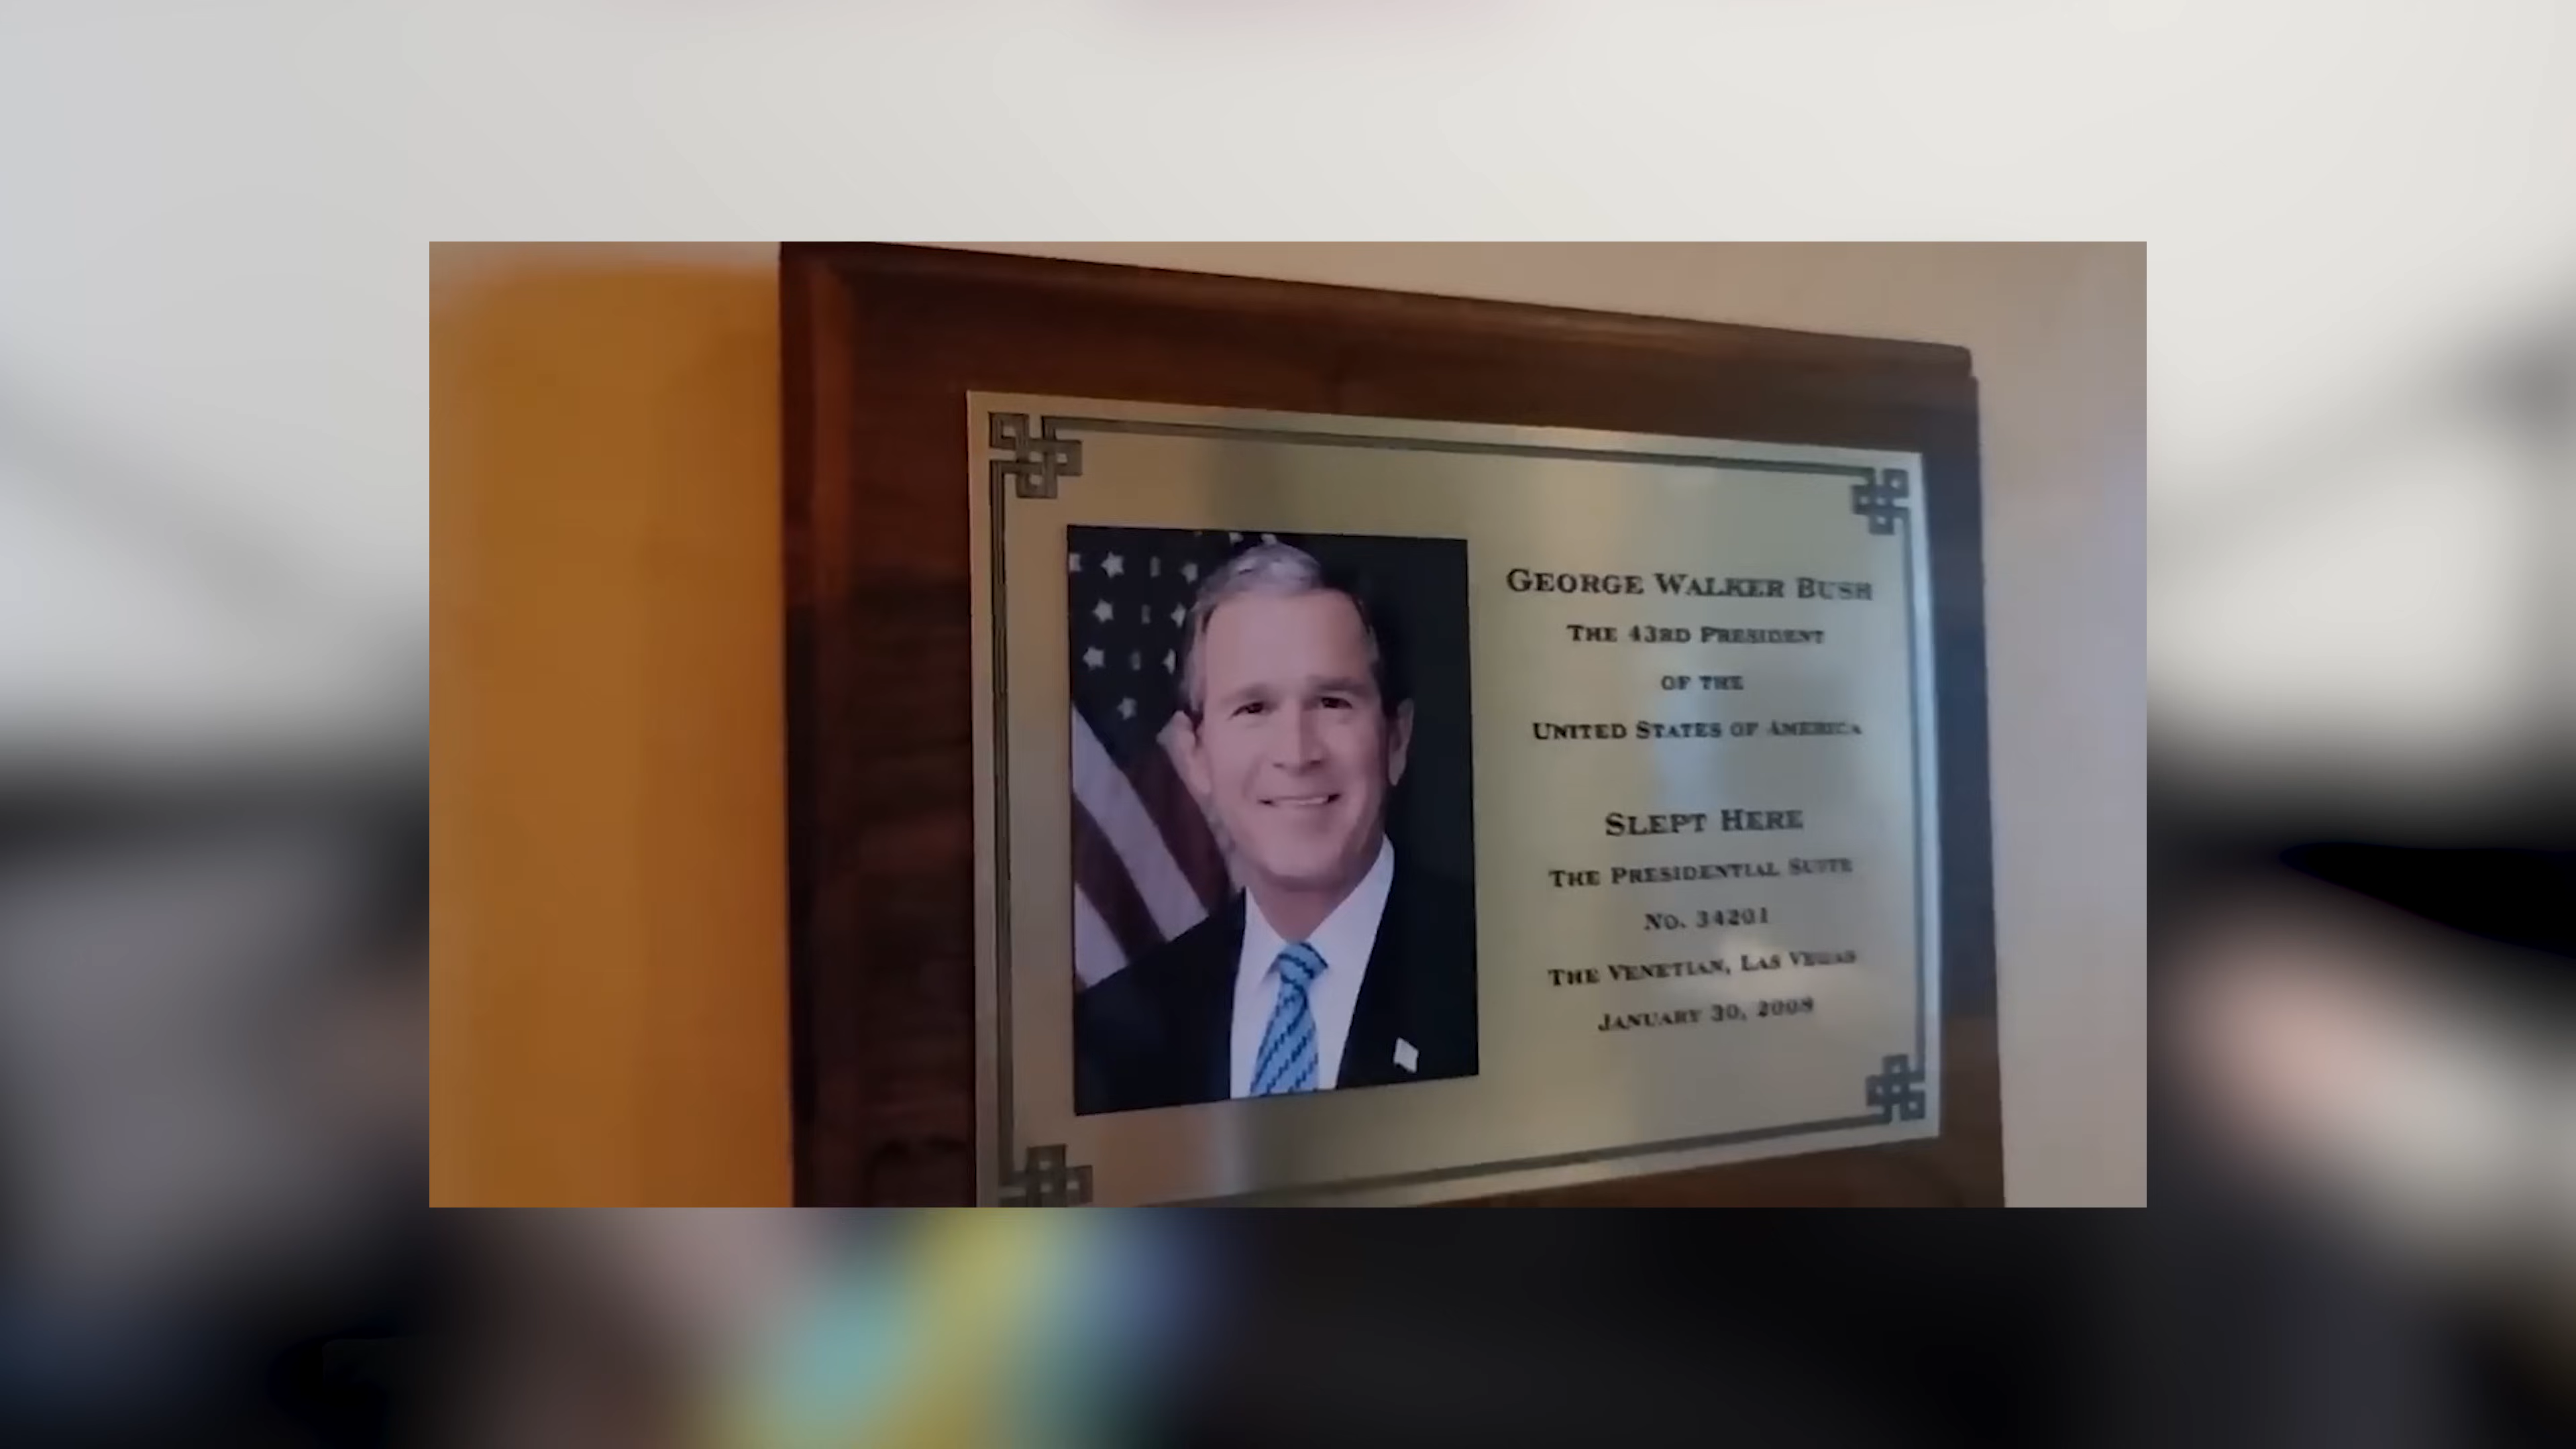 GEORGE WALKER BUSH
THE 43RD PRESIDENT
OF THE
UNITED STATES OF AMERICA
SLEPT HERE
THE PRESIDENTIAL SUITE
NO. 34201
THE VENETIAN, LAS VEGAS
JANUARY 30, 2008